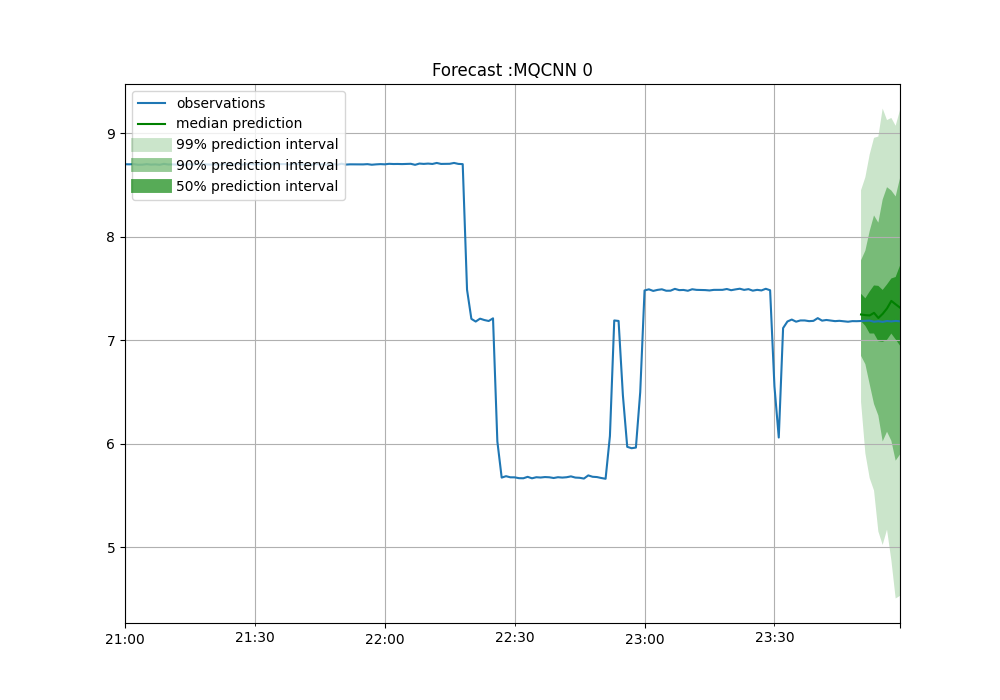 Forecast :MQCNN 0
observations
median prediction
99% prediction interval
90% prediction interval
50% prediction interval
9
8
7
6
5
21:00
21:30
22:00
22:30
23:00
23:30